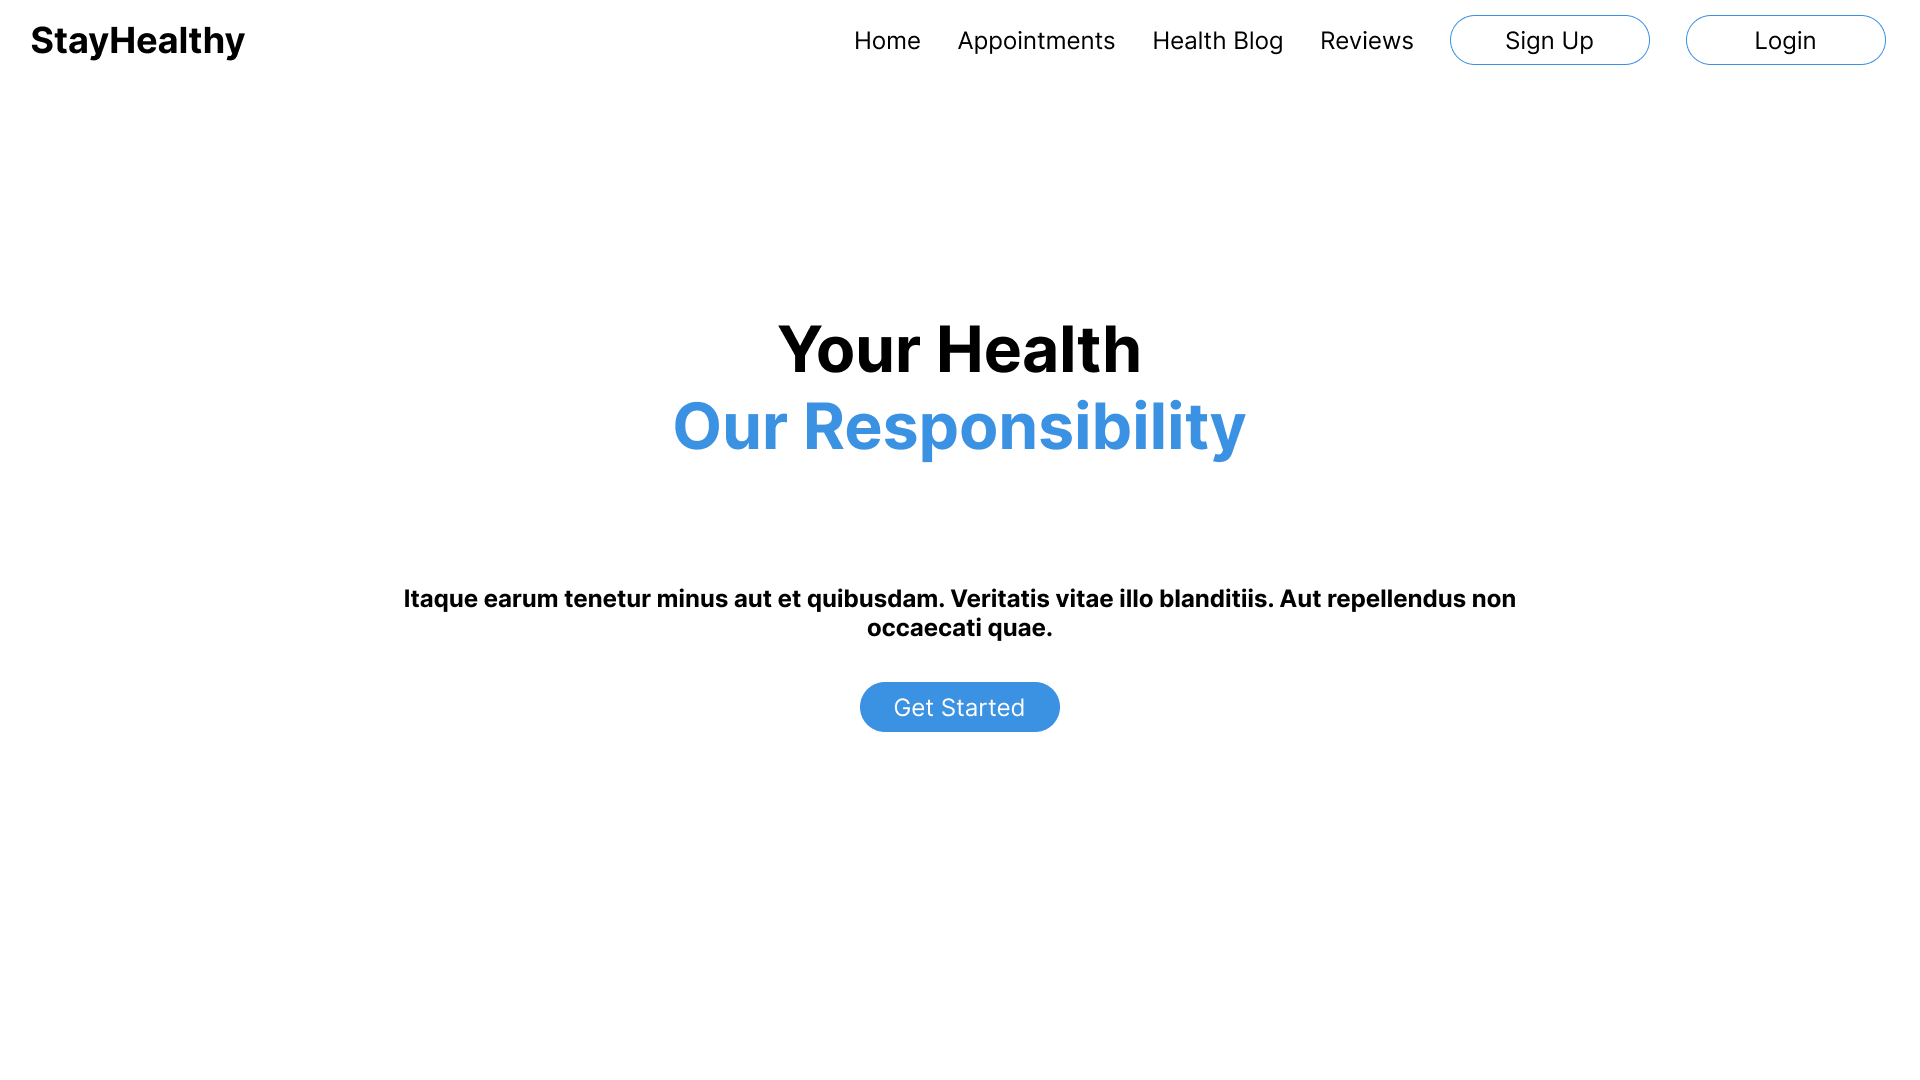 StayHealthy
Home
Appointments
Health Blog
Reviews
Sign Up
Login
Your Health
Our Responsibility
Itaque earum tenetur minus aut et quibusdam. Veritatis vitae illo blanditiis. Aut repellendus non
occaecati quae.
Get Started